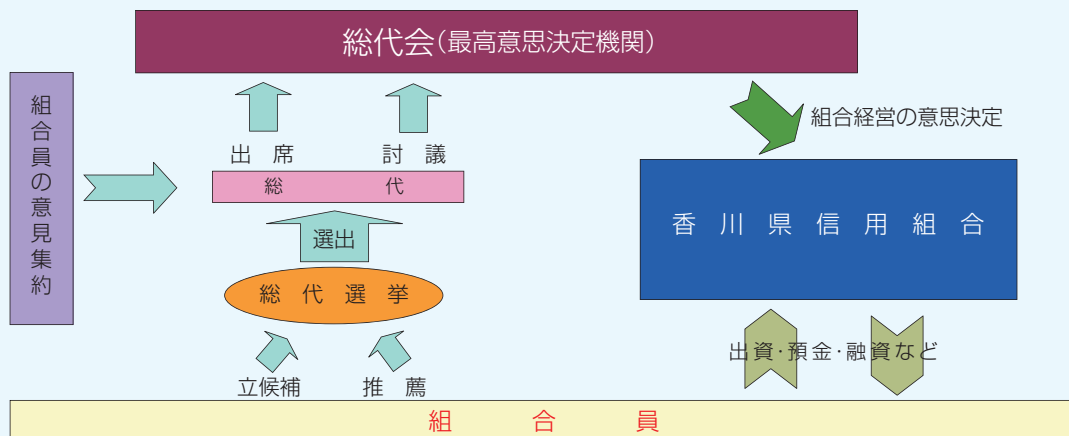 総代会(最高意思決定機関)
組合員の意見集約
組合経営の意思決定
出席
討議
総代
香川県信用組合
選出
総代選挙
出資・預金・融資など
立候補
推薦
組合員